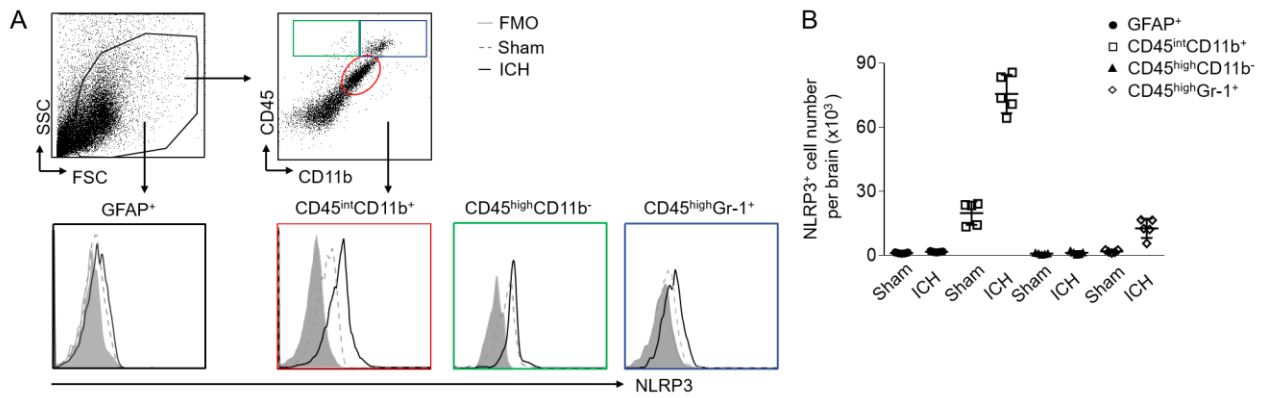 A
SSC
FSC
CD45
CD11b
FMO
Sham
ICH
GFAP⁺
CD45ⁱⁿᵗCD11b⁺
CD45ʰⁱᵍʰCD11b⁻
CD45ʰⁱᵍʰGr-1⁺
NLRP3
B
GFAP⁺
CD45ⁱⁿᵗCD11b⁺
CD45ʰⁱᵍʰCD11b⁻
CD45ʰⁱᵍʰGr-1⁺
NLRP3⁺ cell number
per brain (x10³)
90
60
30
0
Sham
ICH
Sham
ICH
Sham
ICH
Sham
ICH